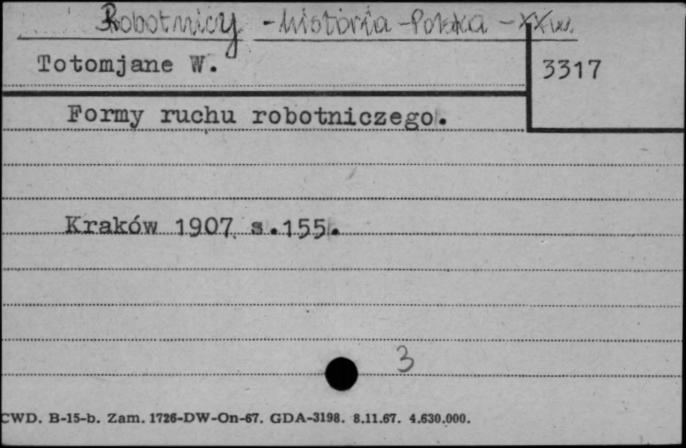 Robotnicy - historia - Polska - XX w.
Totomjane W.
3317
Formy ruchu robotniczego.
Kraków 1907 s.155.
3
CWD. B-15-b. Zam. 1726-DW-On-67. GDA-3198. 8.11.67. 4.630.000.